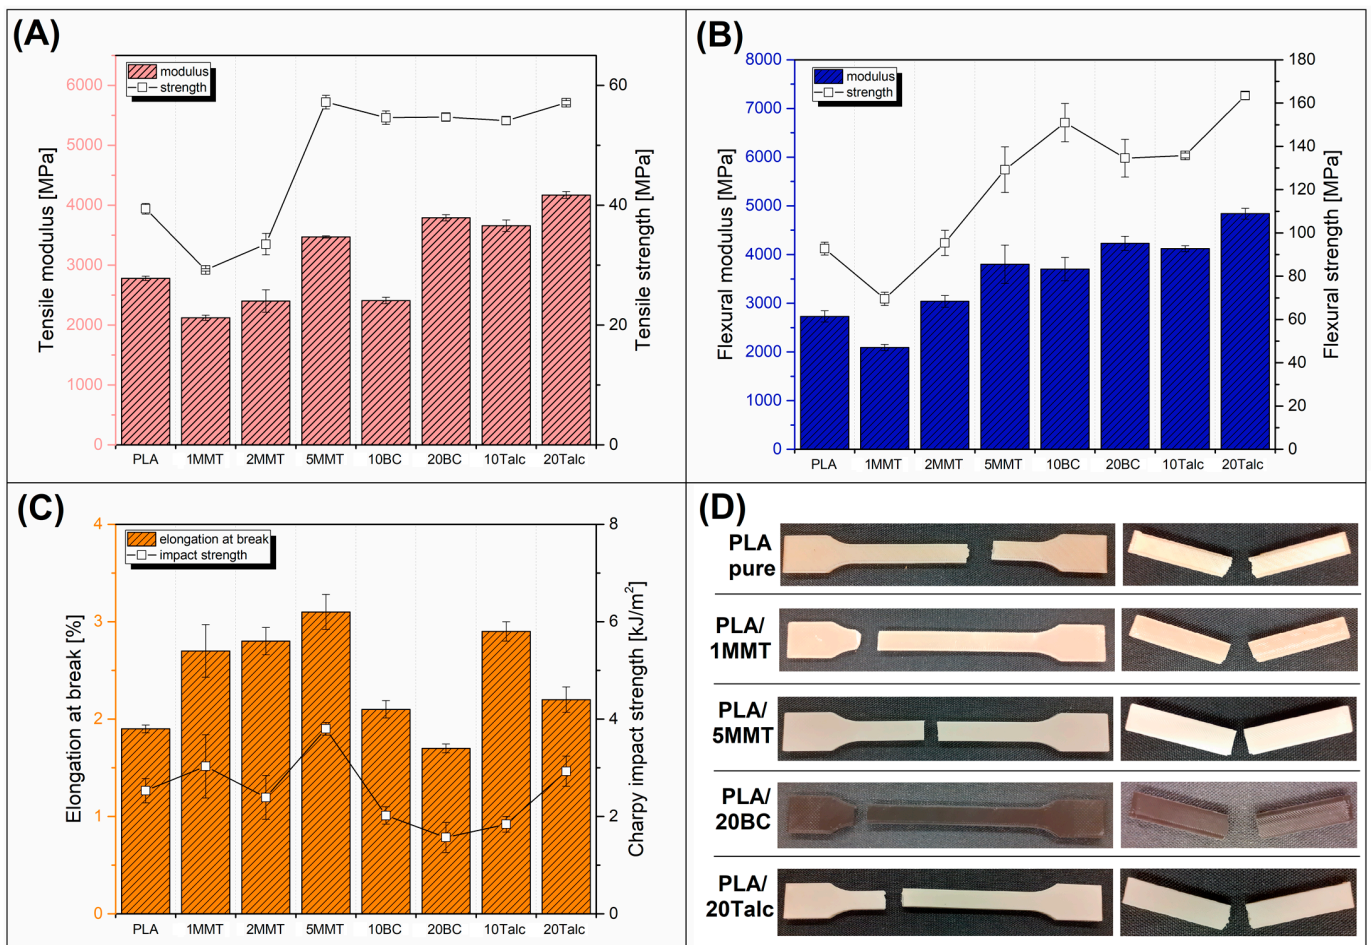 (A)
modulus
strength
Tensile modulus [MPa]
6000
5000
4000
3000
2000
1000
0
Tensile strength [MPa]
60
40
20
0
PLA 1MMT 2MMT 5MMT 10BC 20BC 10Talc 20Talc
(B)
modulus
strength
Flexural modulus [MPa]
8000
7000
6000
5000
4000
3000
2000
1000
0
Flexural strength [MPa]
180
160
140
120
100
80
60
40
20
0
PLA 1MMT 2MMT 5MMT 10BC 20BC 10Talc 20Talc
(C)
elongation at break
impact strength
Elongation at break [%]
4
3
2
1
0
Charpy impact strength [kJ/m²]
8
6
4
2
0
PLA 1MMT 2MMT 5MMT 10BC 20BC 10Talc 20Talc
(D)
PLA
pure
PLA/
1MMT
PLA/
5MMT
PLA/
20BC
PLA/
20Talc